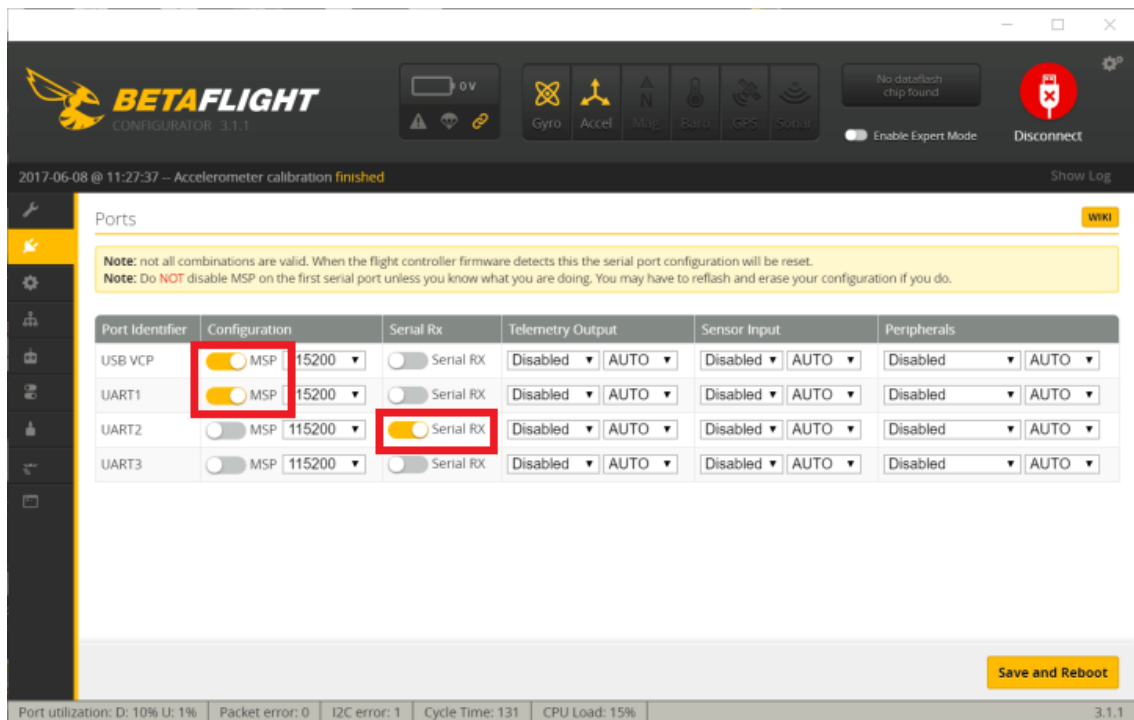 0 V
BETAFLIGHT
CONFIGURATOR 3.1.1
Gyro Accel Mag Baro GPS Sonar
No dataflash
chip found
Enable Expert Mode
Disconnect
2017-06-08 @ 11:27:37 -- Accelerometer calibration finished Show Log
Ports WIKI
Note: not all combinations are valid. When the flight controller firmware detects this the serial port configuration will be reset.
Note: Do NOT disable MSP on the first serial port unless you know what you are doing. You may have to reflash and erase your configuration if you do.
Port Identifier Configuration Serial Rx Telemetry Output Sensor Input Peripherals
USB VCP MSP 15200 Serial RX Disabled AUTO Disabled AUTO Disabled AUTO
UART1 MSP 15200 Serial RX Disabled AUTO Disabled AUTO Disabled AUTO
UART2 MSP 115200 Serial RX Disabled AUTO Disabled AUTO Disabled AUTO
UART3 MSP 115200 Serial RX Disabled AUTO Disabled AUTO Disabled AUTO
Save and Reboot
Port utilization: D: 10% U: 1% Packet error: 0 I2C error: 1 Cycle Time: 131 CPU Load: 15% 3.1.1